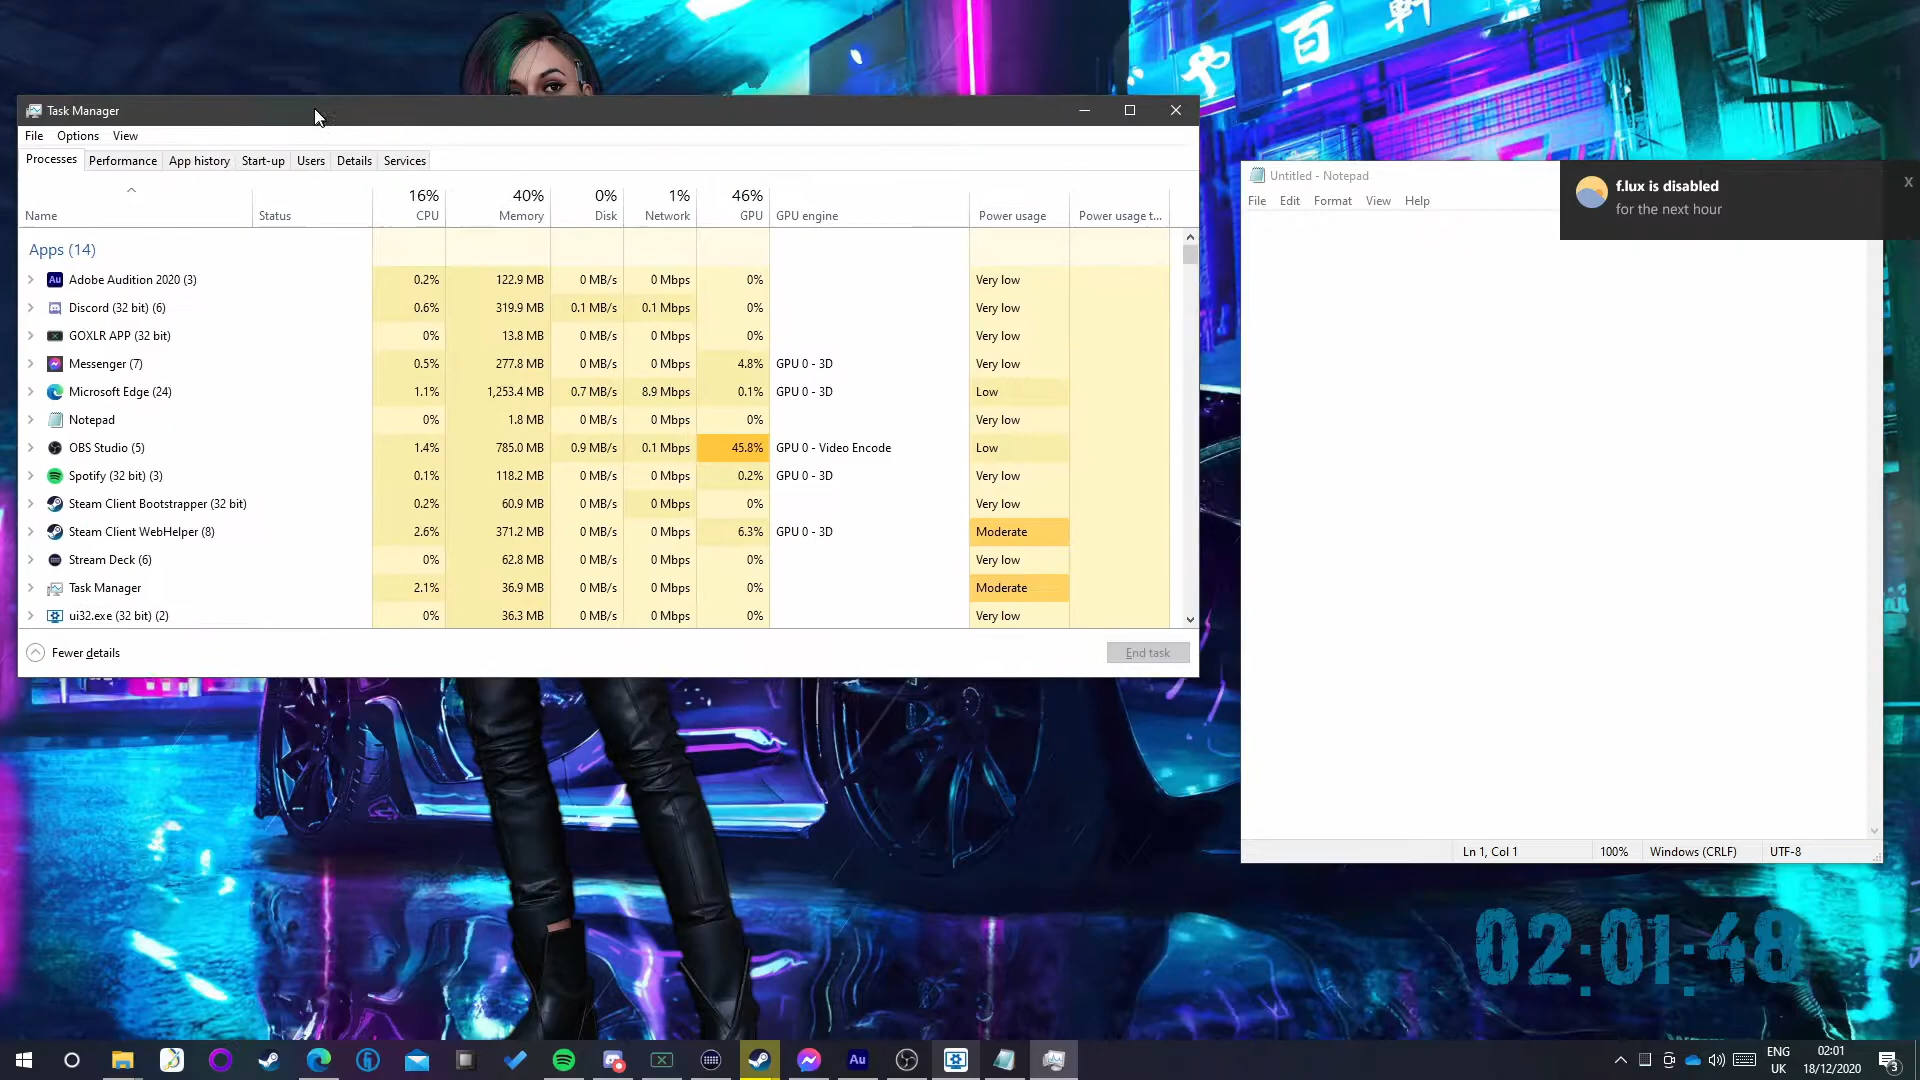 や 百 軒
Task Manager
File Options View
Processes Performance App history Start-up Users Details Services
16% 40% 0% 1% 46%
Name Status CPU Memory Disk Network GPU GPU engine Power usage Power usage t...
Apps (14)
Adobe Audition 2020 (3) 0.2% 122.9 MB 0 MB/s 0 Mbps 0% Very low
Discord (32 bit) (6) 0.6% 319.9 MB 0.1 MB/s 0.1 Mbps 0% Very low
GOXLR APP (32 bit) 0% 13.8 MB 0 MB/s 0 Mbps 0% Very low
Messenger (7) 0.5% 277.8 MB 0 MB/s 0 Mbps 4.8% GPU 0 - 3D Very low
Microsoft Edge (24) 1.1% 1,253.4 MB 0.7 MB/s 8.9 Mbps 0.1% GPU 0 - 3D Low
Notepad 0% 1.8 MB 0 MB/s 0 Mbps 0% Very low
OBS Studio (5) 1.4% 785.0 MB 0.9 MB/s 0.1 Mbps 45.8% GPU 0 - Video Encode Low
Spotify (32 bit) (3) 0.1% 118.2 MB 0 MB/s 0 Mbps 0.2% GPU 0 - 3D Very low
Steam Client Bootstrapper (32 bit) 0.2% 60.9 MB 0 MB/s 0 Mbps 0% Very low
Steam Client WebHelper (8) 2.6% 371.2 MB 0 MB/s 0 Mbps 6.3% GPU 0 - 3D Moderate
Stream Deck (6) 0% 62.8 MB 0 MB/s 0 Mbps 0% Very low
Task Manager 2.1% 36.9 MB 0 MB/s 0 Mbps 0% Moderate
ui32.exe (32 bit) (2) 0% 36.3 MB 0 MB/s 0 Mbps 0% Very low
Fewer details
End task
Untitled - Notepad
File Edit Format View Help
f.lux is disabled
for the next hour
X
Ln 1, Col 1 100% Windows (CRLF) UTF-8
02:01:48
Au
ENG
UK
02:01
18/12/2020
3